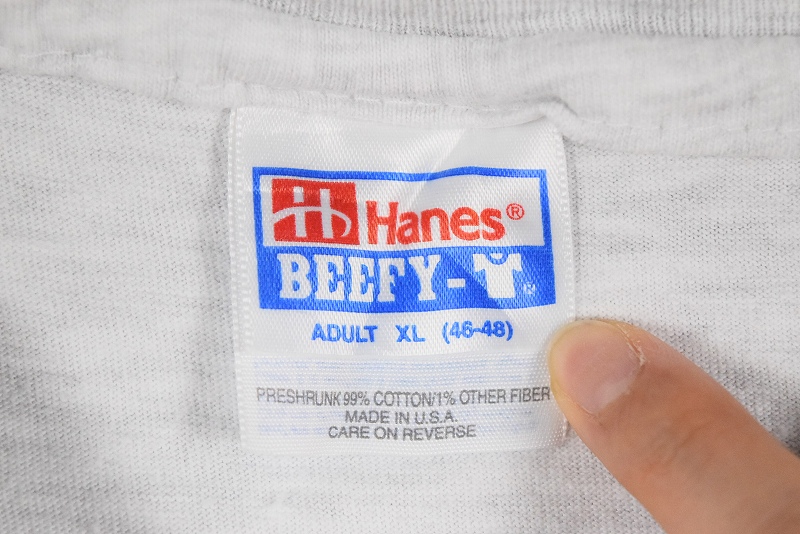 Hanes®
BEEFY-
ADULT XL (46-48)
PRESHRUNK 99% COTTON/1% OTHER FIBER
MADE IN U.S.A.
CARE ON REVERSE